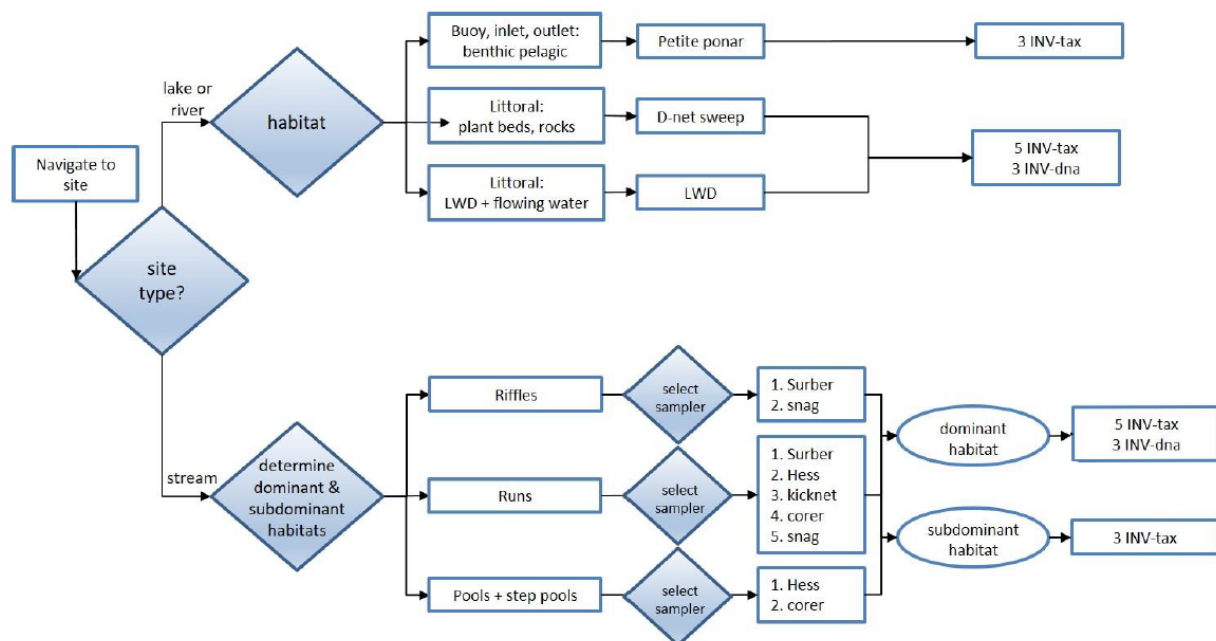 Navigate to
site
site
type?
lake or
river
habitat
Buoy, inlet, outlet:
benthic pelagic
Petite ponar
3 INV-tax
Littoral:
plant beds, rocks
D-net sweep
Littoral:
LWD + flowing water
LWD
5 INV-tax
3 INV-dna
stream
determine
dominant &
subdominant
habitats
Riffles
select
sampler
1. Surber
2. snag
Runs
select
sampler
1. Surber
2. Hess
3. kicknet
4. corer
5. snag
Pools + step pools
select
sampler
1. Hess
2. corer
dominant
habitat
5 INV-tax
3 INV-dna
subdominant
habitat
3 INV-tax